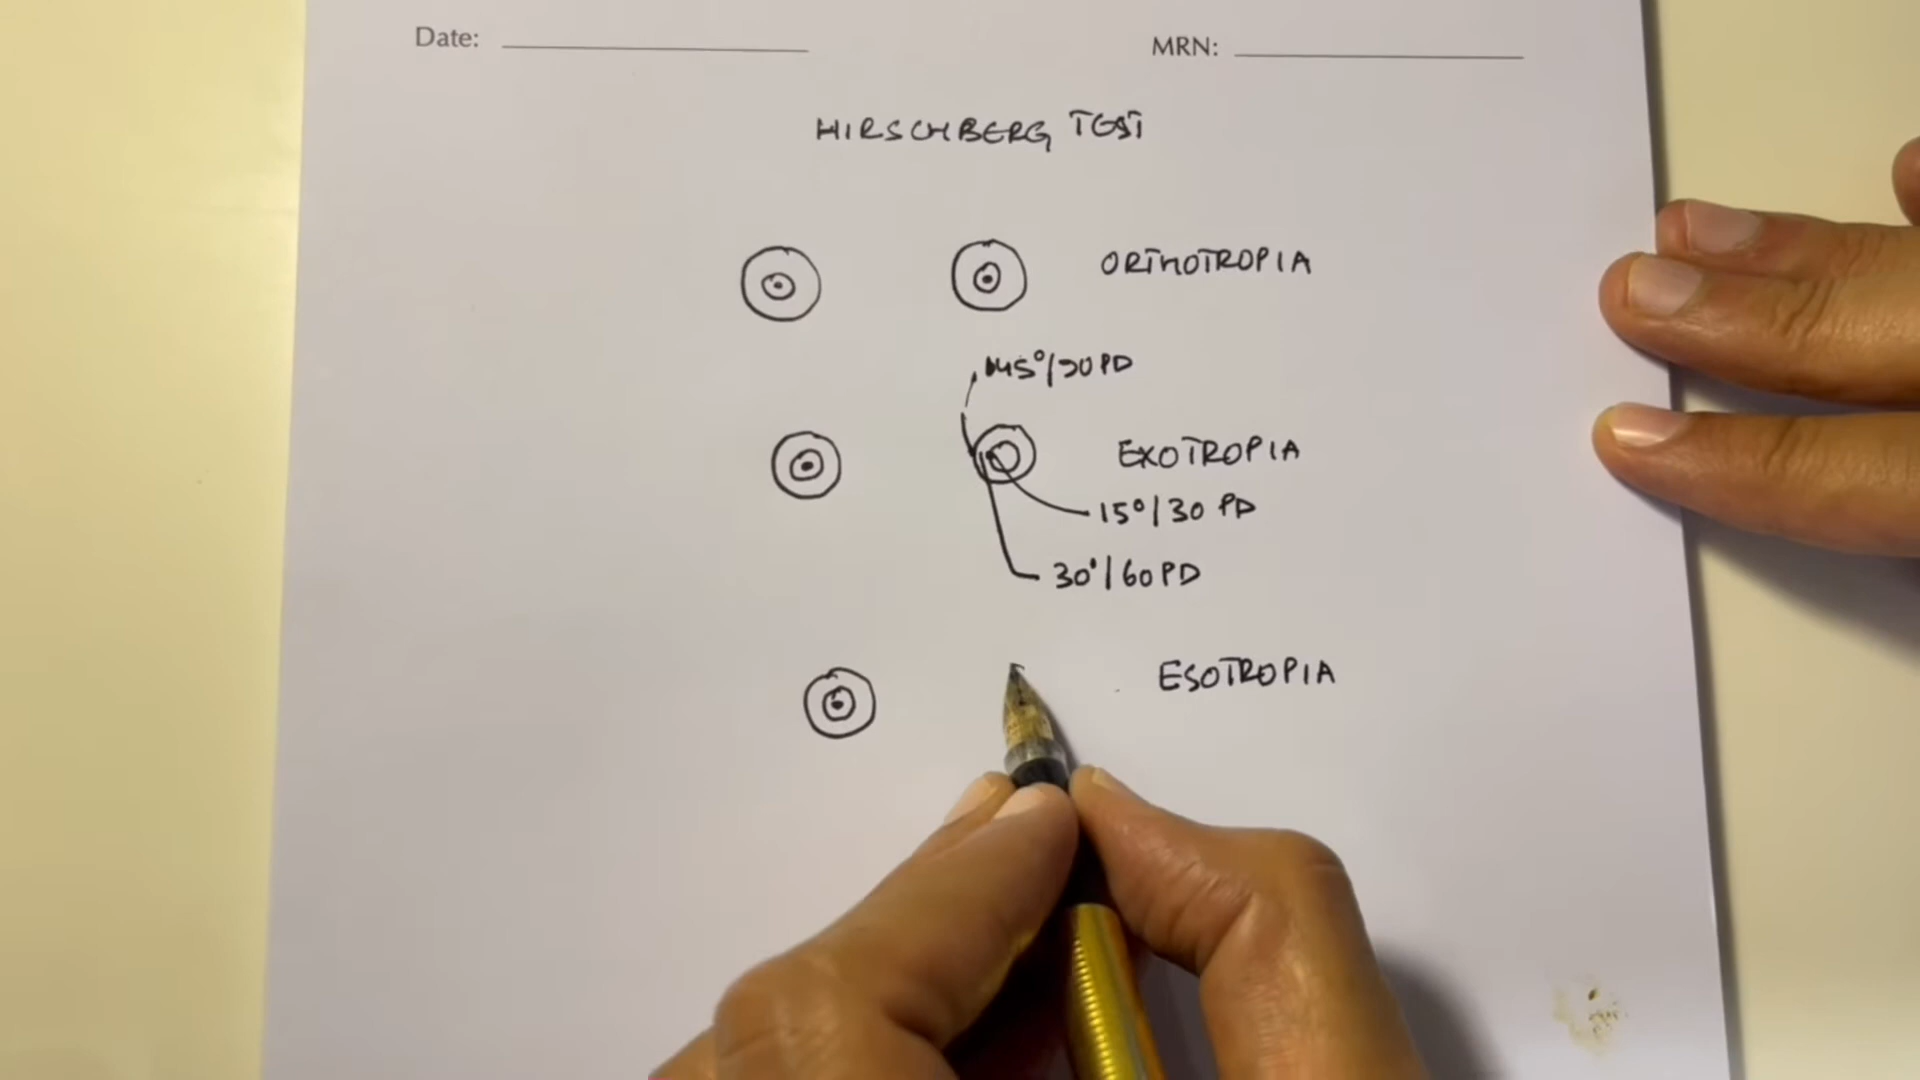 Date:
MRN:
HIRSCHBERG TEST
ORTHOTROPIA
45°/90PD
EXOTROPIA
15°/30 PD
30°/60PD
ESOTROPIA